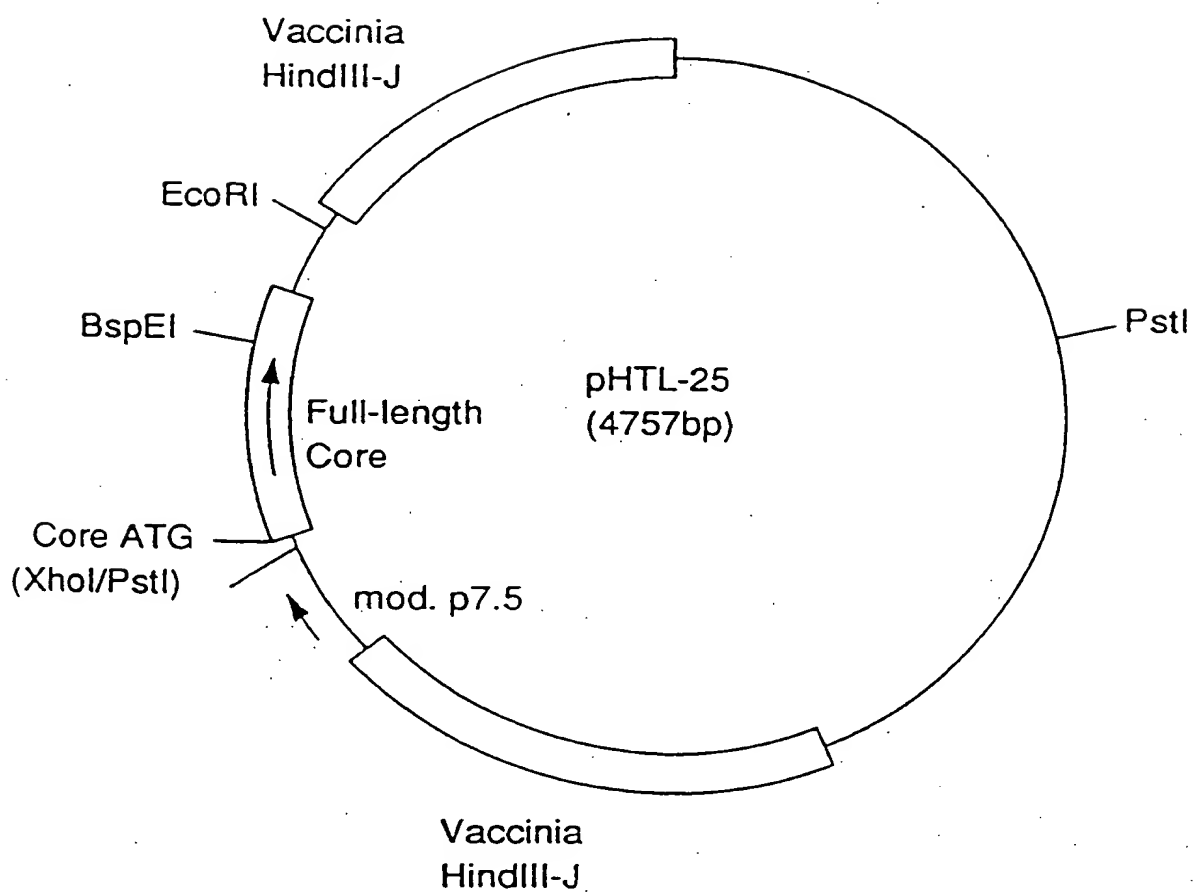 Vaccinia
HindIII-J
EcoRI
BspEI
PstI
pHTL-25
(4757bp)
Full-length
Core
Core ATG
(XhoI/PstI)
mod. p7.5
Vaccinia
HindIII-J